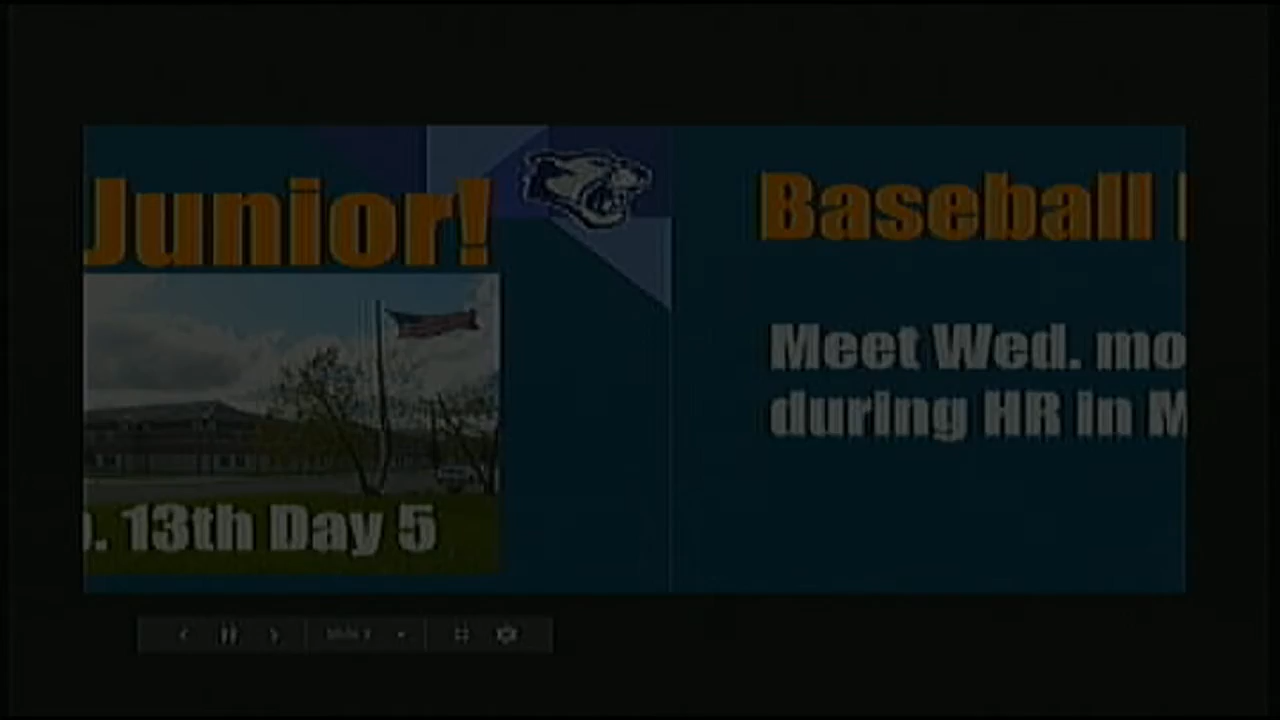 Junior!
. 13th Day 5
Baseball
Meet Wed. mo
during HR in M